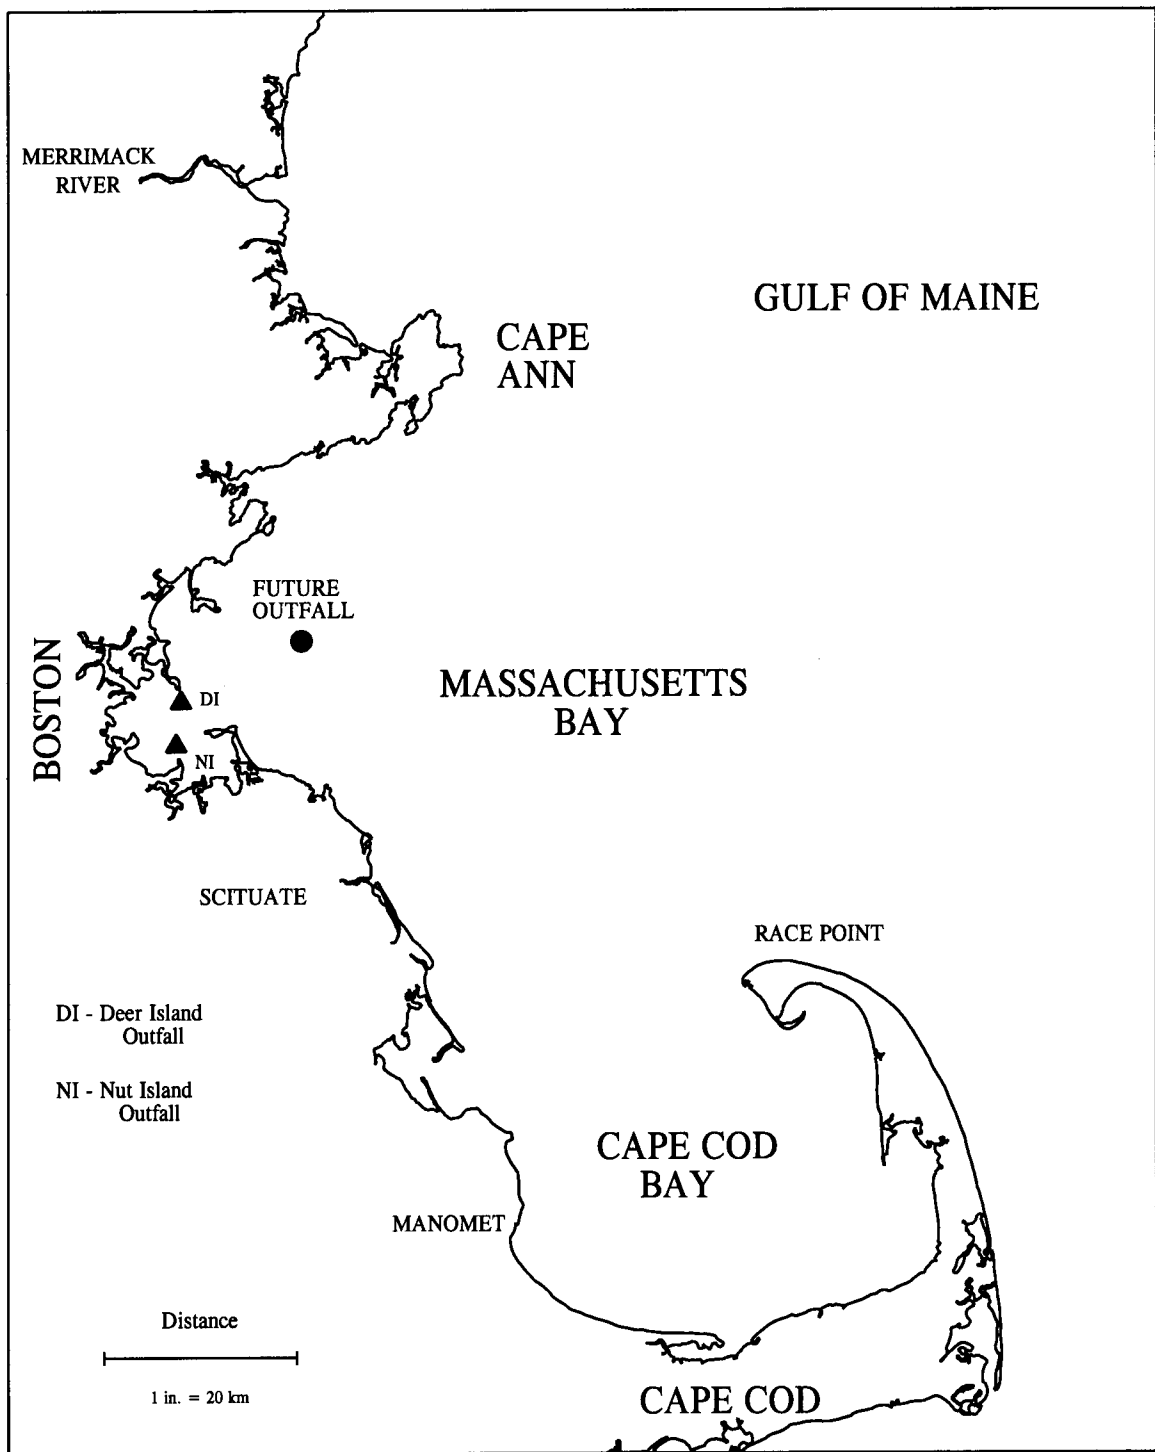 MERRIMACK
RIVER
GULF OF MAINE
CAPE
ANN
FUTURE
OUTFALL
BOSTON
MASSACHUSETTS
BAY
DI
NI
SCITUATE
RACE POINT
DI - Deer Island
Outfall
NI - Nut Island
Outfall
CAPE COD
BAY
MANOMET
Distance
1 in. = 20 km
CAPE COD